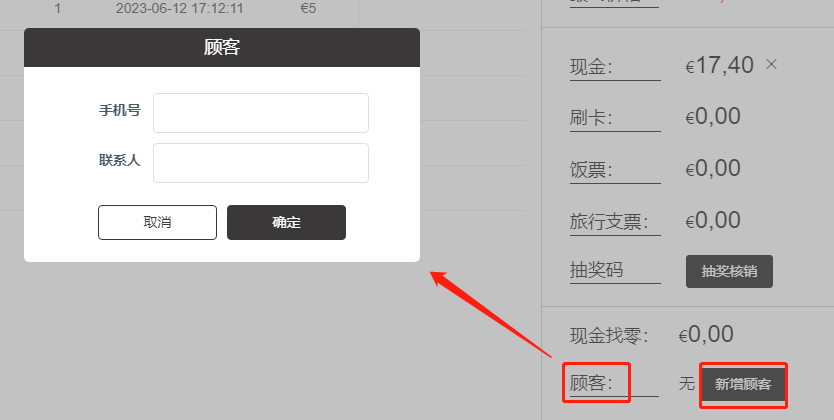 1 2023-06-12 17:12:11 €5
顾客
手机号
联系人
取消 确定
现金: €17,40 ×
刷卡: €0,00
饭票: €0,00
旅行支票: €0,00
抽奖码 抽奖核销
现金找零: €0,00
顾客: 无 新增顾客